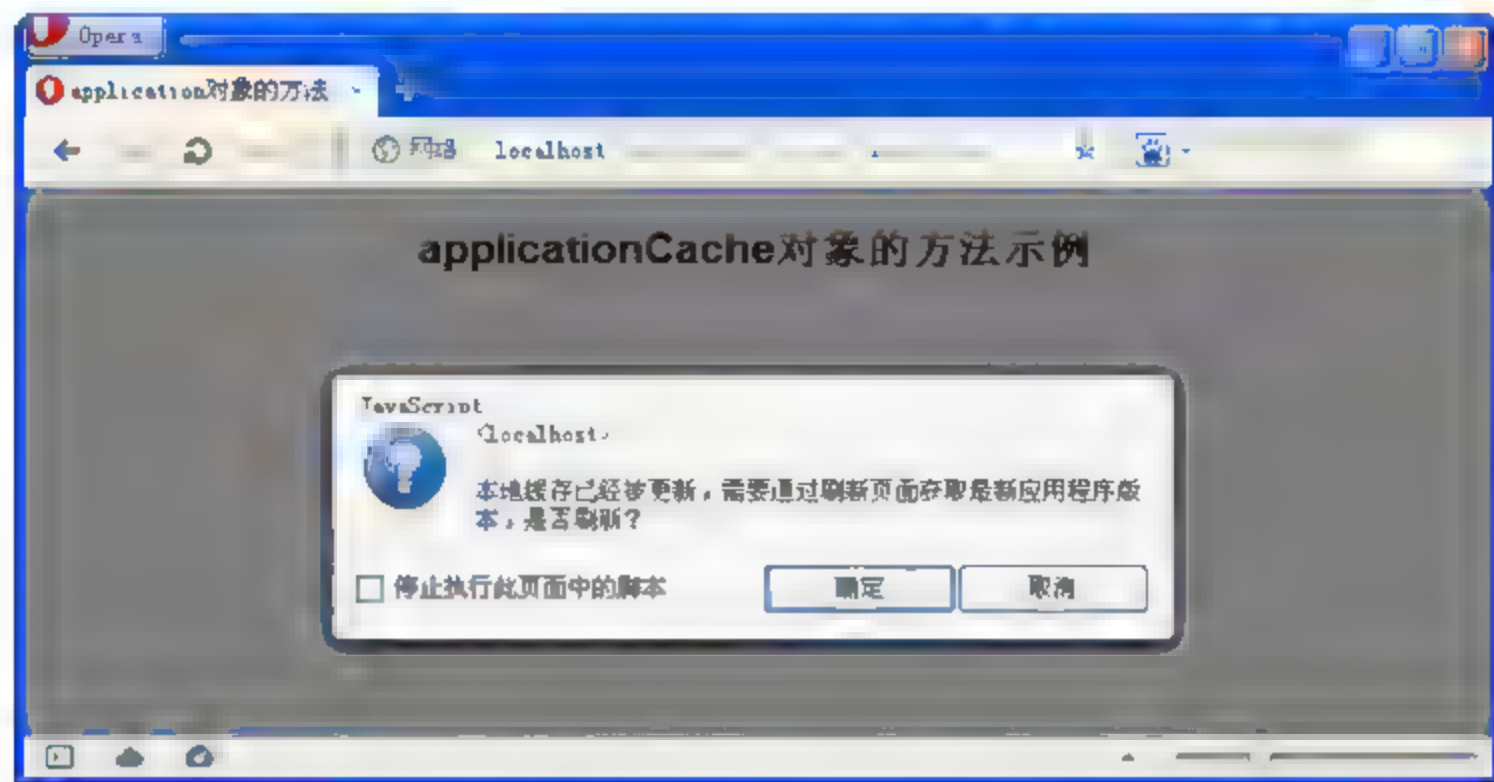 Opera
application对象的方法
网络 localhost
applicationCache对象的方法示例
JavaScript
<localhost>
本地缓存已经被更新，需要通过刷新页面获取最新应用程序版
本，是否刷新？
停止执行此页面中的脚本
确定 取消